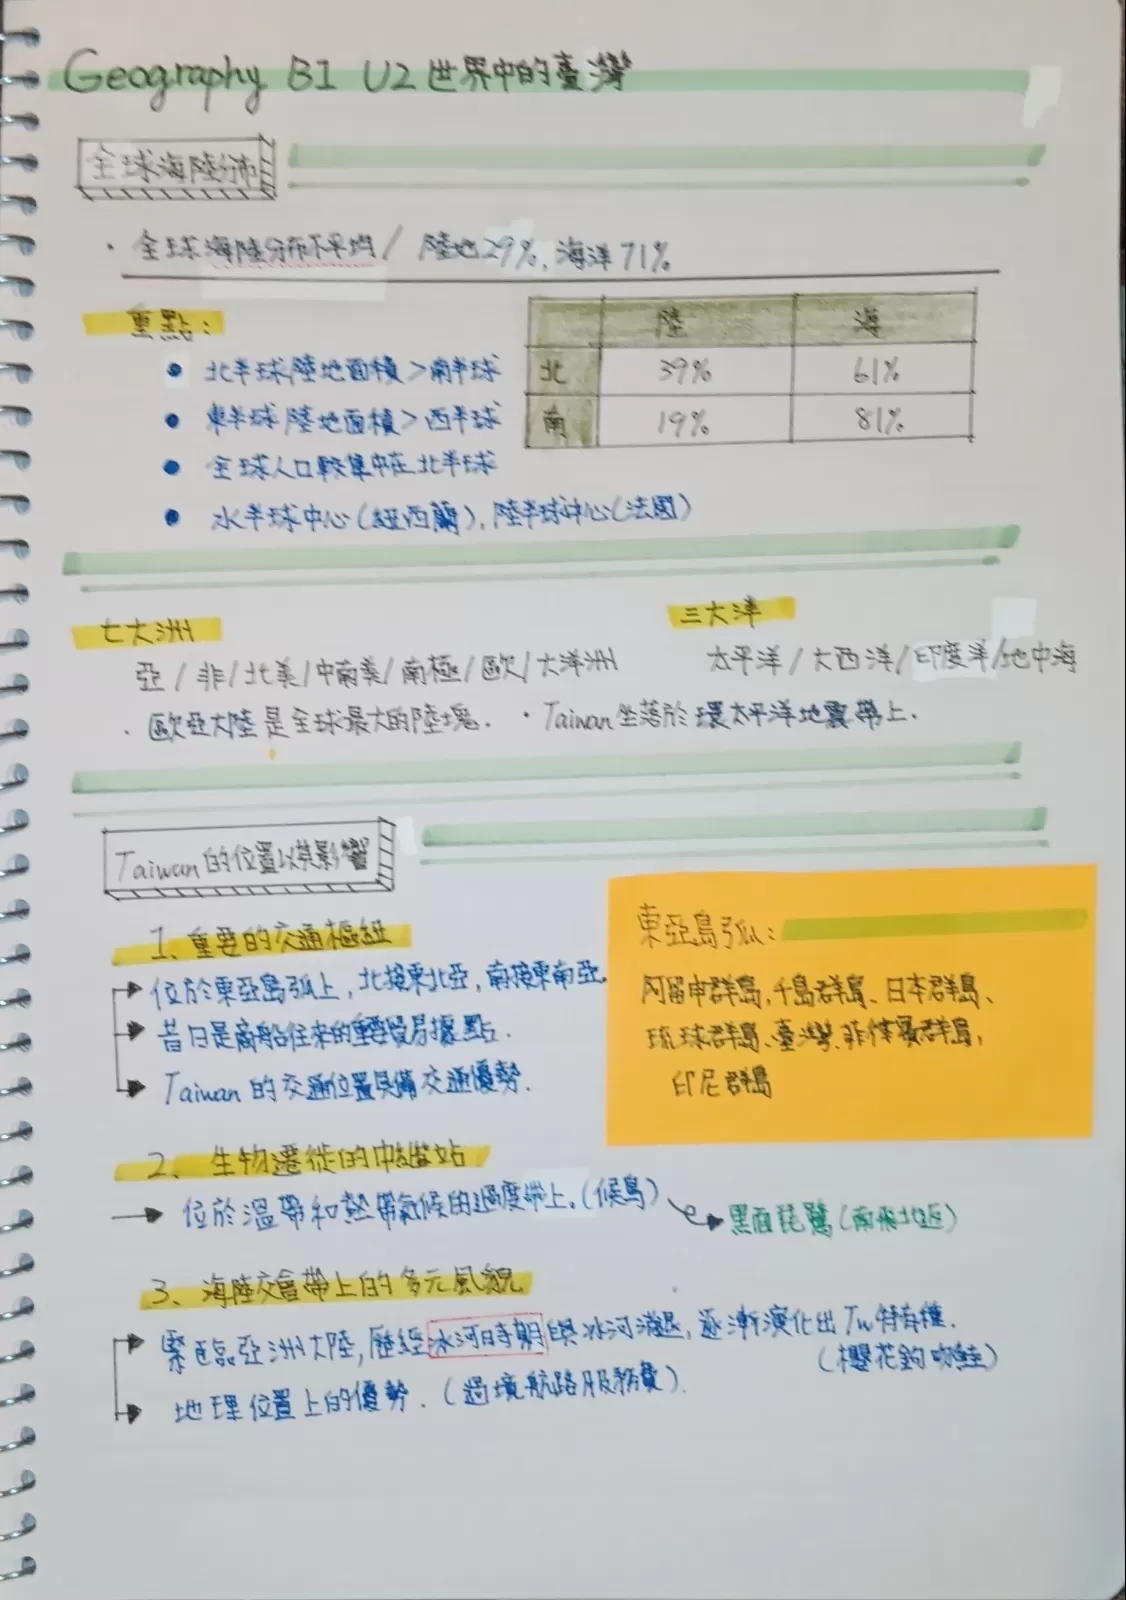 Geography B1 U2 世界中的臺灣
全球海陸分布
· 全球海陸分布不平均/ 陸地29%, 海洋71%
重點:
陸 海
北 39% 61%
南 19% 81%
• 北半球陸地面積>南半球
• 東半球陸地面積>西半球
• 全球人口較集中在北半球
• 水半球中心(紐西蘭), 陸半球中心(法國)
七大洲
亞/非/北美/中南美/南極/歐/大洋洲
三大洋
太平洋/大西洋/印度洋/地中海
· 歐亞大陸是全球最大的陸塊.
· Taiwan坐落於環太平洋地震帶上.
Taiwan的位置以其影響
1. 重要的交通樞紐
位於東亞島弧上, 北接東北亞, 南接東南亞.
昔日是商船往來的重要貿易據點.
Taiwan的交通位置具備交通優勢.
東亞島弧:
阿留申群島, 千島群島、日本群島、
琉球群島、臺灣、菲律賓群島,
印尼群島
2、生物遷徙的中繼站
位於溫帶和熱帶氣候的過度帶上。(候鳥)
黑面琵鷺(南飛北返)
3、海陸交會帶上的多元風貌
緊臨亞洲大陸, 歷經冰河時期與冰河消退, 逐漸演化出Tw特有種.
(櫻花鉤吻鮭)
地理位置上的優勢. (過境航路服務費).